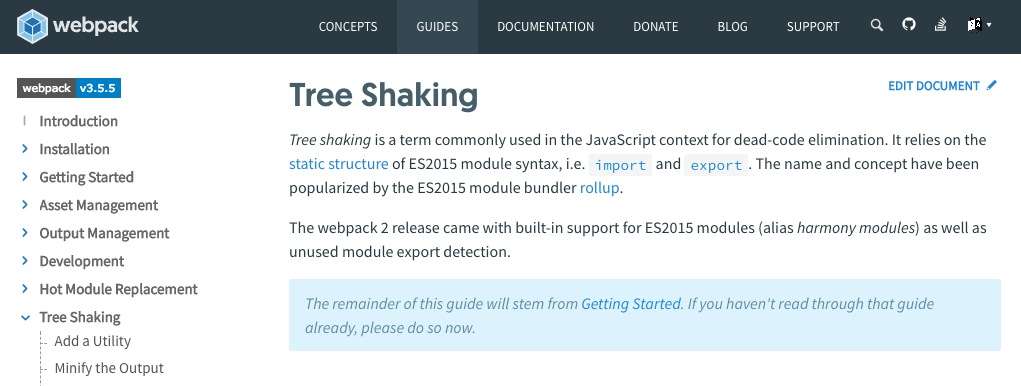 webpack
CONCEPTS
GUIDES
DOCUMENTATION
DONATE
BLOG
SUPPORT
webpack v3.5.5
Introduction
Installation
Getting Started
Asset Management
Output Management
Development
Hot Module Replacement
Tree Shaking
Add a Utility
Minify the Output
EDIT DOCUMENT
Tree Shaking
Tree shaking is a term commonly used in the JavaScript context for dead-code elimination. It relies on the
static structure of ES2015 module syntax, i.e. import and export. The name and concept have been
popularized by the ES2015 module bundler rollup.
The webpack 2 release came with built-in support for ES2015 modules (alias harmony modules) as well as
unused module export detection.
The remainder of this guide will stem from Getting Started. If you haven't read through that guide
already, please do so now.